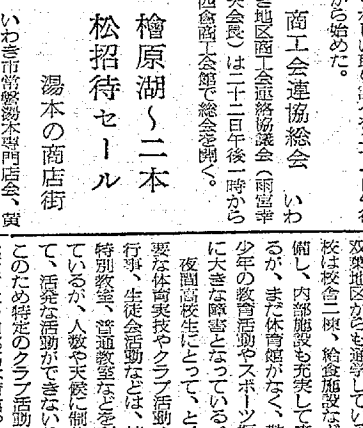 ら始めた。
商工会連協総会　いわ
き地区商工会連絡協議会（雨宮幸
会長）は二十二日午後一時から
四倉商工会館で総会を開く。
檜原湖～二本
松招待セール
湯本の商店街
いわき市常磐湯本専門店会、
双葉地区からも通学してい
校は校舎二棟、給食施設など
備し、内部施設も充実して
るが、まだ体育館がなく、
少年の教育活動やスポーツ
に大きな障害となっている
夜間高校生にとって、と
要な体育実技やクラブ活動
行事、生徒会活動などは、
特別教室、普通教室などを
ているが、人数や天候に制
て、活発な活動ができない
このため特定のクラブ活動